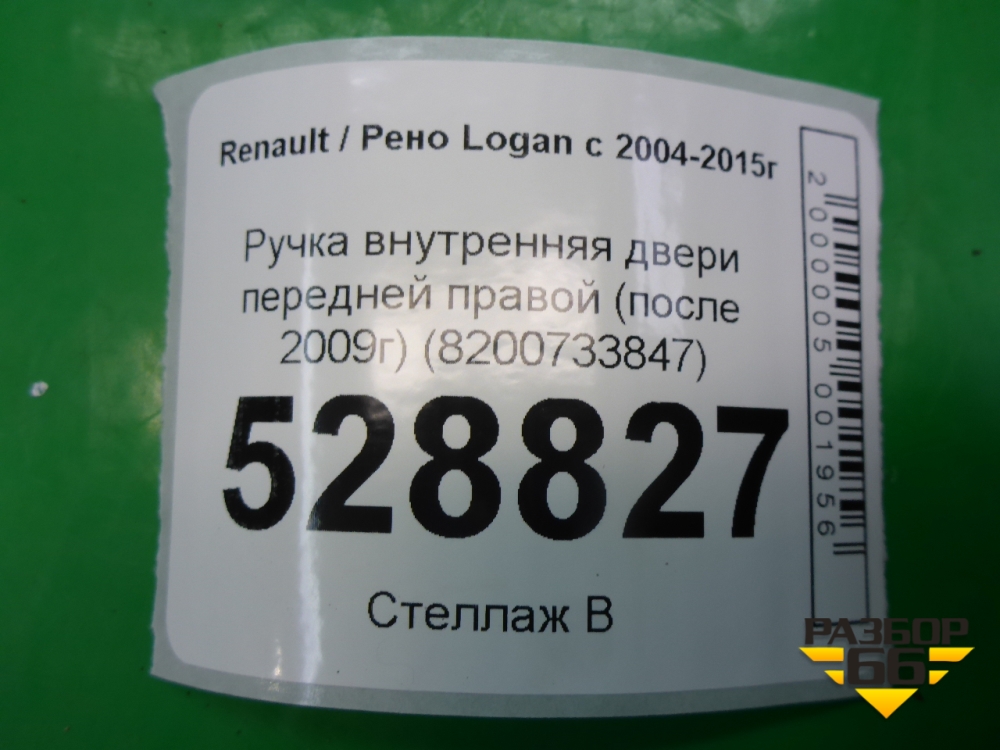 Renault / Рено Logan с 2004-2015г
Ручка внутренняя двери
передней правой (после
2009г) (8200733847)
528827
Стеллаж В
2000005001956
РАЗБОР
66